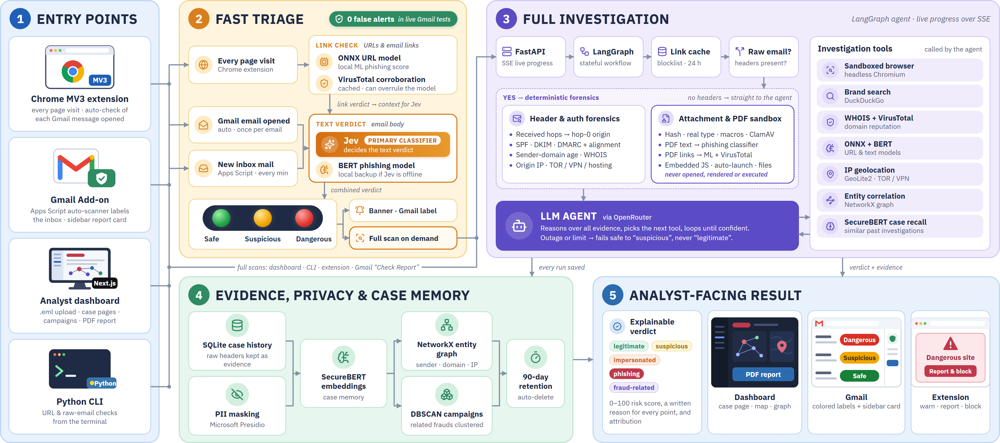 1 ENTRY POINTS
MV3
Chrome MV3 extension
every page visit · auto-check of
each Gmail message opened
Gmail Add-on
Apps Script auto-scanner labels
the inbox · sidebar report card
Next.js
Analyst dashboard
.eml upload · case pages ·
campaigns · PDF report
Python
Python CLI
URL & raw-email checks
from the terminal
2 FAST TRIAGE
0 false alerts in live Gmail tests
Every page visit
Chrome extension
LINK CHECK URLs & email links
ONNX URL model
local ML phishing score
VirusTotal corroboration
cached · can overrule the model
link verdict → context for Jev
Gmail email opened
auto · once per email
New inbox mail
Apps Script · every min
TEXT VERDICT email body
Jev PRIMARY CLASSIFIER
decides the text verdict
BERT phishing model
local backup if Jev is offline
combined verdict
Safe Suspicious Dangerous
Banner · Gmail label
Full scan on demand
full scans: dashboard · CLI · extension · Gmail “Check Report”
3 FULL INVESTIGATION
LangGraph agent · live progress over SSE
FastAPI
SSE live progress
LangGraph
stateful workflow
Link cache
blocklist · 24 h
Raw email?
headers present?
YES → deterministic forensics
no headers → straight to the agent
Header & auth forensics
• Received hops → hop-0 origin
• SPF · DKIM · DMARC + alignment
• Sender-domain age · WHOIS
• Origin IP · TOR / VPN / hosting
Attachment & PDF sandbox
• Hash · real type · macros · ClamAV
• PDF text → phishing classifier
• PDF links → ML + VirusTotal
• Embedded JS · auto-launch · files
never opened, rendered or executed
LLM AGENT via OpenRouter
Reasons over all evidence, picks the next tool, loops until confident.
Outage or limit → fails safe to “suspicious”, never “legitimate”.
Investigation tools called by the agent
Sandboxed browser
headless Chromium
Brand search
DuckDuckGo
WHOIS + VirusTotal
domain reputation
ONNX + BERT
URL & text models
IP geolocation
GeoLite2 · TOR / VPN
Entity correlation
NetworkX graph
SecureBERT case recall
similar past investigations
every run saved
verdict + evidence
4 EVIDENCE, PRIVACY & CASE MEMORY
SQLite case history
raw headers kept as
evidence
PII masking
Microsoft Presidio
SecureBERT
embeddings
case memory
NetworkX entity
graph
sender · domain · IP
DBSCAN campaigns
related frauds clustered
90-day
retention
auto-delete
5 ANALYST-FACING RESULT
Explainable
verdict
legitimate suspicious
impersonated
phishing
fraud-related
0–100 risk score, a written
reason for every point, and
attribution
PDF report
Dashboard
case page · map · graph
Dangerous
Suspicious
Safe
Gmail
colored labels + sidebar card
Dangerous site
Report & block
Extension
warn · report · block